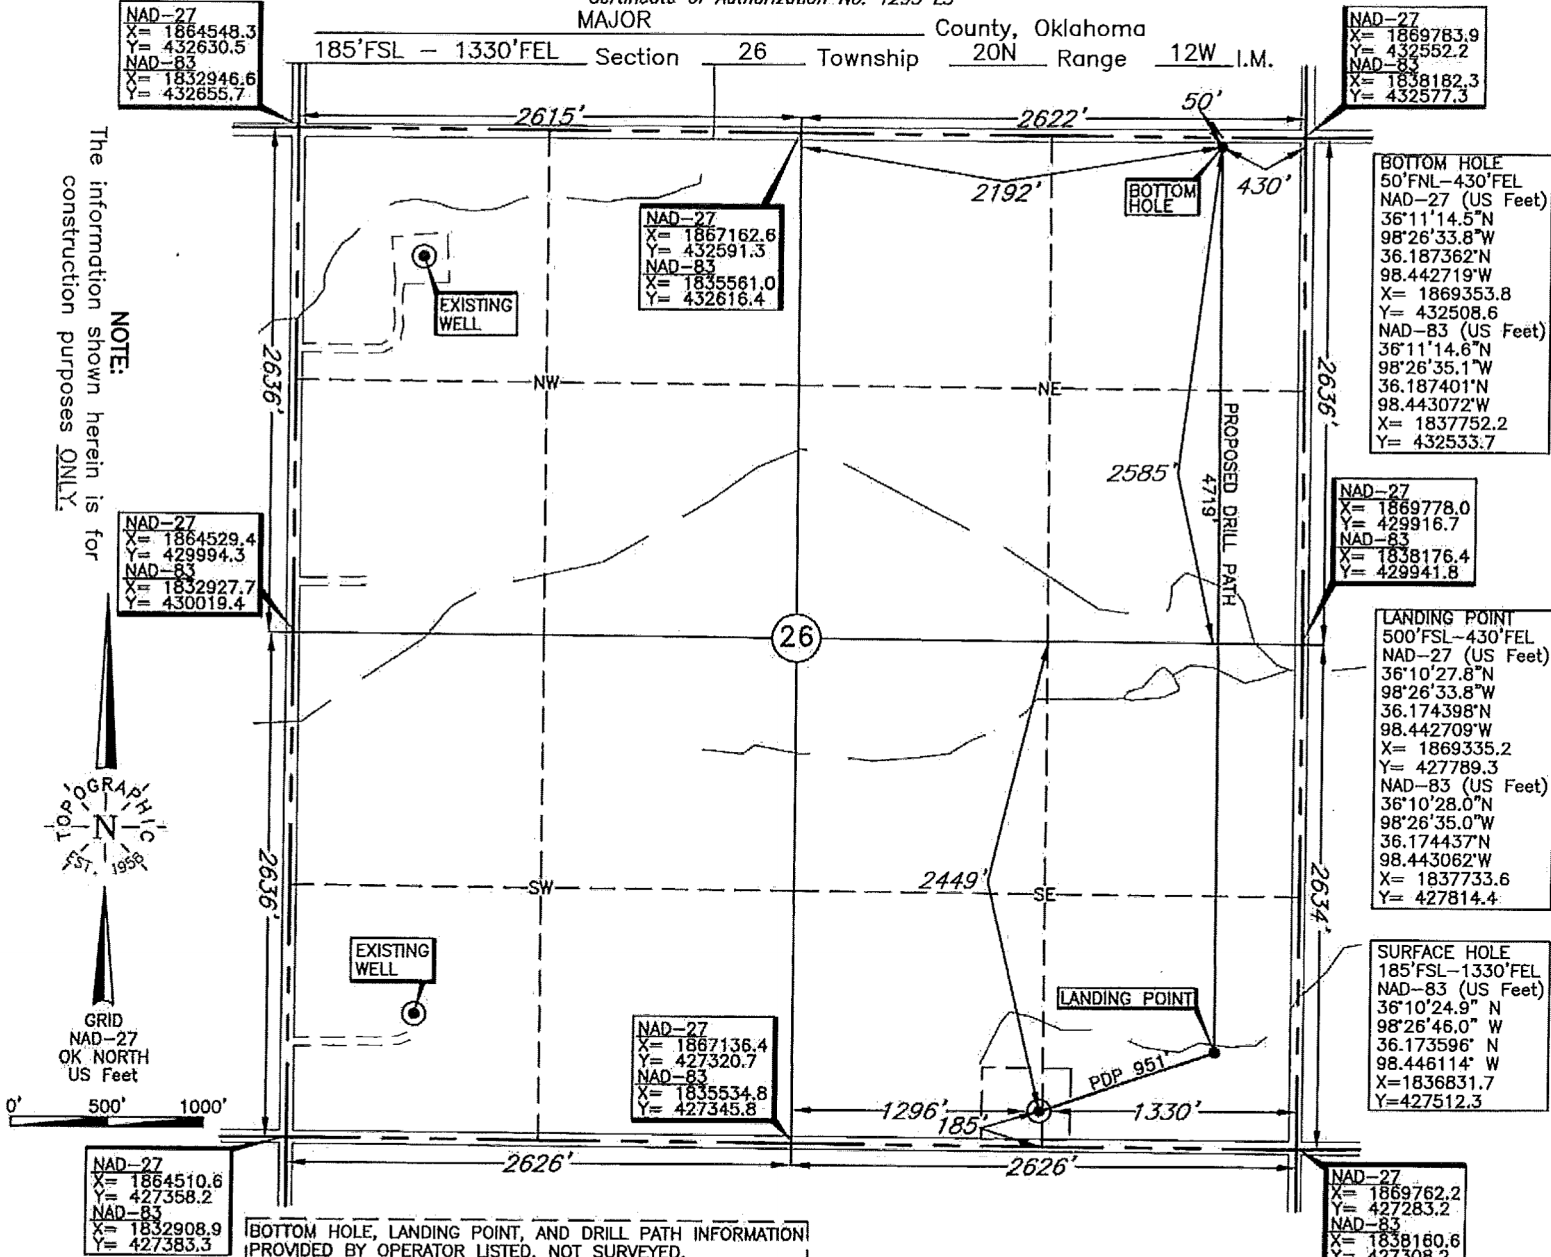 Certificate of Authorization No. 1293 LS
MAJOR County, Oklahoma
185'FSL - 1330'FEL Section 26 Township 20N Range 12W I.M.
NAD-27
X= 1864548.3
Y= 432630.5
NAD-83
X= 1832946.6
Y= 432655.7
NAD-27
X= 1869783.9
Y= 432552.2
NAD-83
X= 1838182.3
Y= 432577.3
2615'
2622'
50'
2192'
430'
BOTTOM
HOLE
NAD-27
X= 1867162.6
Y= 432591.3
NAD-83
X= 1835561.0
Y= 432616.4
EXISTING
WELL
BOTTOM HOLE
50'FNL-430'FEL
NAD-27 (US Feet)
36°11'14.5"N
98°26'33.8"W
36.187362°N
98.442719°W
X= 1869353.8
Y= 432508.6
NAD-83 (US Feet)
36°11'14.6"N
98°26'35.1"W
36.187401°N
98.443072°W
X= 1837752.2
Y= 432533.7
NOTE:
The information shown herein is for
construction purposes ONLY.
2636'
NW
NE
2636'
PROPOSED DRILL PATH
4719'
2585'
NAD-27
X= 1864529.4
Y= 429994.3
NAD-83
X= 1832927.7
Y= 430019.4
NAD-27
X= 1869778.0
Y= 429916.7
NAD-83
X= 1838176.4
Y= 429941.8
26
LANDING POINT
500'FSL-430'FEL
NAD-27 (US Feet)
36°10'27.8"N
98°26'33.8"W
36.174398°N
98.442709°W
X= 1869335.2
Y= 427789.3
NAD-83 (US Feet)
36°10'28.0"N
98°26'35.0"W
36.174437°N
98.443062°W
X= 1837733.6
Y= 427814.4
TOPOGRAPHIC
N
EST. 1958
2636'
SW
2449'
SE
2634'
EXISTING
WELL
SURFACE HOLE
185'FSL-1330'FEL
NAD-83 (US Feet)
36°10'24.9" N
98°26'46.0" W
36.173596° N
98.446114° W
X=1836831.7
Y=427512.3
LANDING POINT
GRID
NAD-27
OK NORTH
US Feet
0' 500' 1000'
NAD-27
X= 1867136.4
Y= 427320.7
NAD-83
X= 1835534.8
Y= 427345.8
PDP 951'
1296'
1330'
185'
2626'
2626'
NAD-27
X= 1864510.6
Y= 427358.2
NAD-83
X= 1832908.9
Y= 427383.3
NAD-27
X= 1869762.2
Y= 427283.2
NAD-83
X= 1838160.6
Y= 427308.2
BOTTOM HOLE, LANDING POINT, AND DRILL PATH INFORMATION
PROVIDED BY OPERATOR LISTED, NOT SURVEYED.